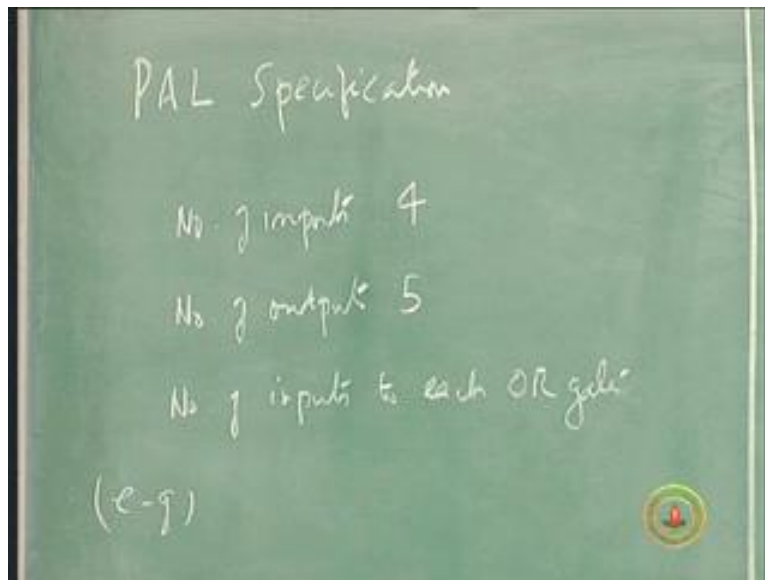 PAL Specification
No. of inputs 4
No of outputs 5
No of inputs to each OR gate
(e-g)